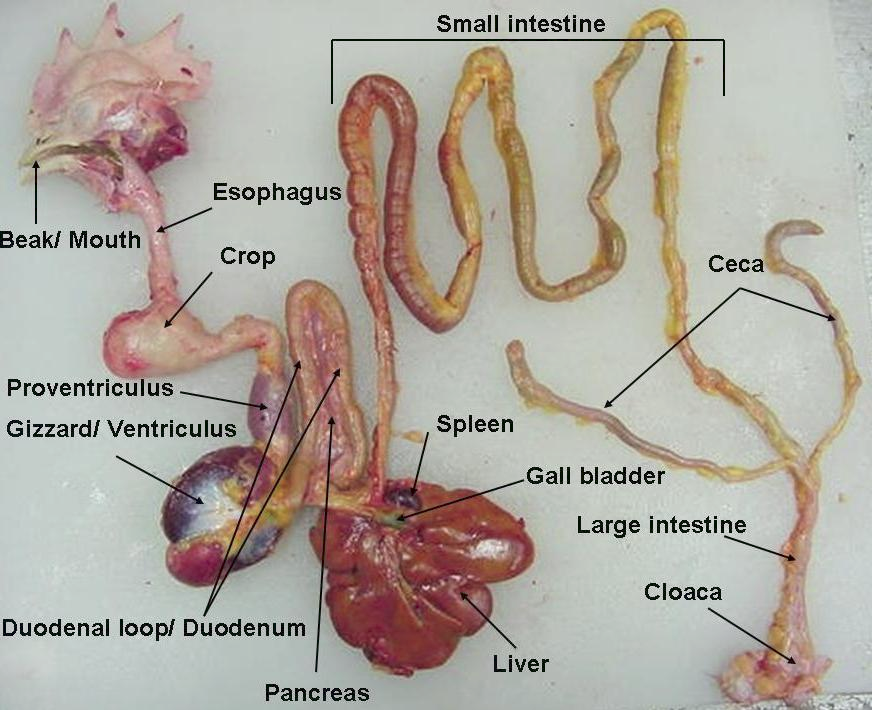 Small intestine
Esophagus
Beak/ Mouth
Crop
Ceca
Proventriculus
Gizzard/ Ventriculus
Spleen
Gall bladder
Large intestine
Cloaca
Duodenal loop/ Duodenum
Liver
Pancreas